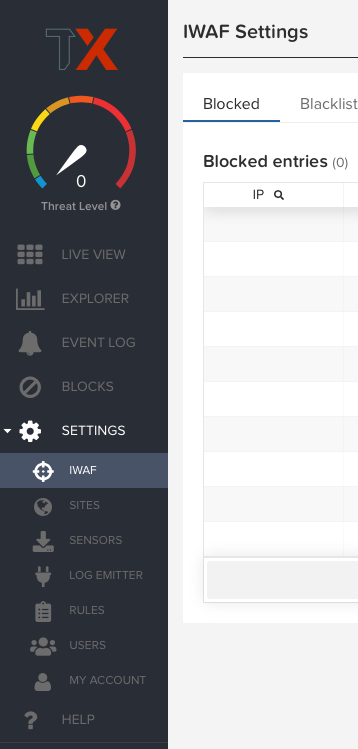 TX
0
Threat Level ?
LIVE VIEW
EXPLORER
EVENT LOG
BLOCKS
SETTINGS
IWAF
SITES
SENSORS
LOG EMITTER
RULES
USERS
MY ACCOUNT
? HELP
IWAF Settings
Blocked Blacklist
Blocked entries (0)
IP